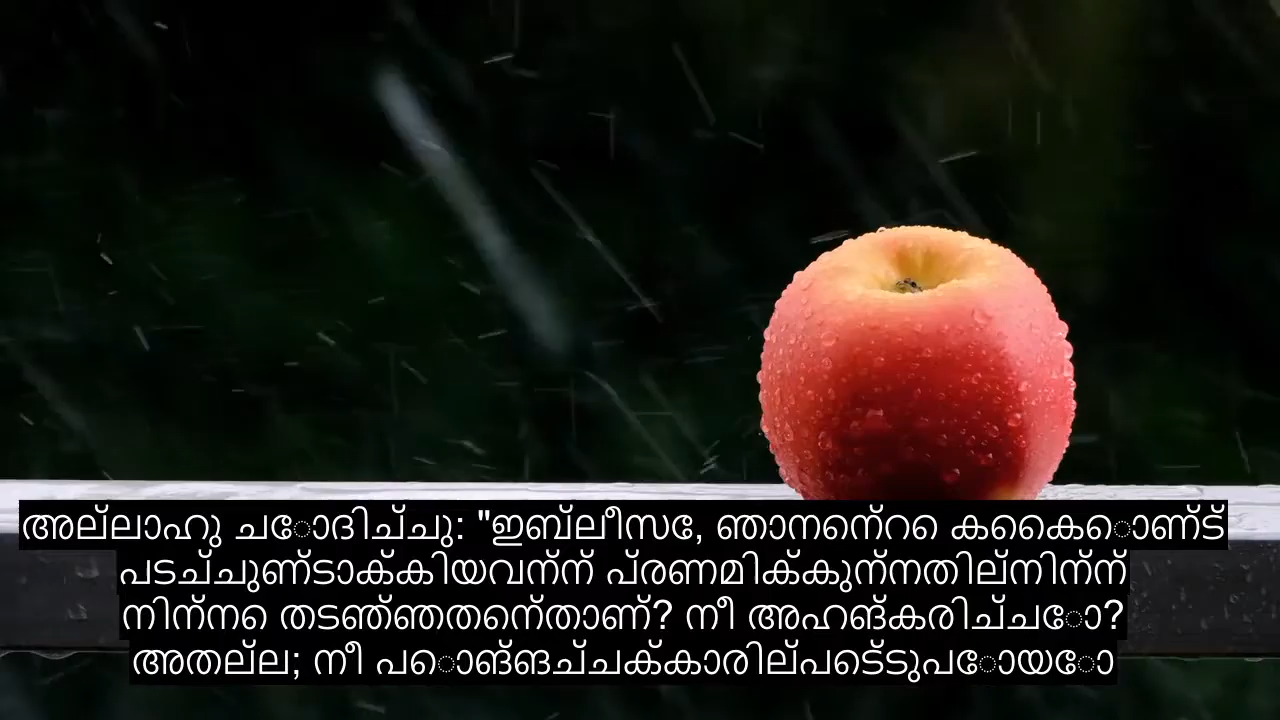 അല്ലാഹു ചോദിച്ചു: "ഇബ്ലീസേ, ഞാനെന്റെ കൈകൊണ്ട്
പടച്ചുണ്ടാക്കിയവന്ന് പ്രണമിക്കുന്നതില്നിന്ന്
നിന്നെ തടഞ്ഞതെന്താണ്? നീ അഹങ്കരിച്ചോ?
അതല്ല; നീ പൊങ്ങച്ചക്കാരില്പെട്ടുപോയോ